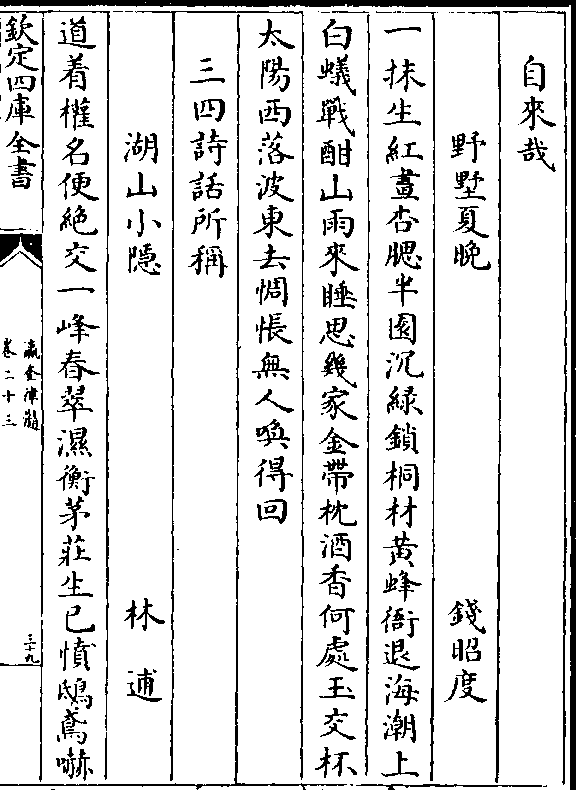 自來哉
野墅夏晚　錢昭度
一抹生紅畫杏腮半園沉綠鎖桐材黄蜂衙退海潮上
白蟻戰酣山雨來睡思幾家金帶枕酒香何處玉交杯
太陽西落波東去惆悵無人喚得回
三四詩話所稱
湖山小隱　林逋
道着權名便絶交一峰春翠濕衡茅莊生已憤鴟鳶嚇
欽定四庫全書
瀛奎律髓
卷二十三
三十九